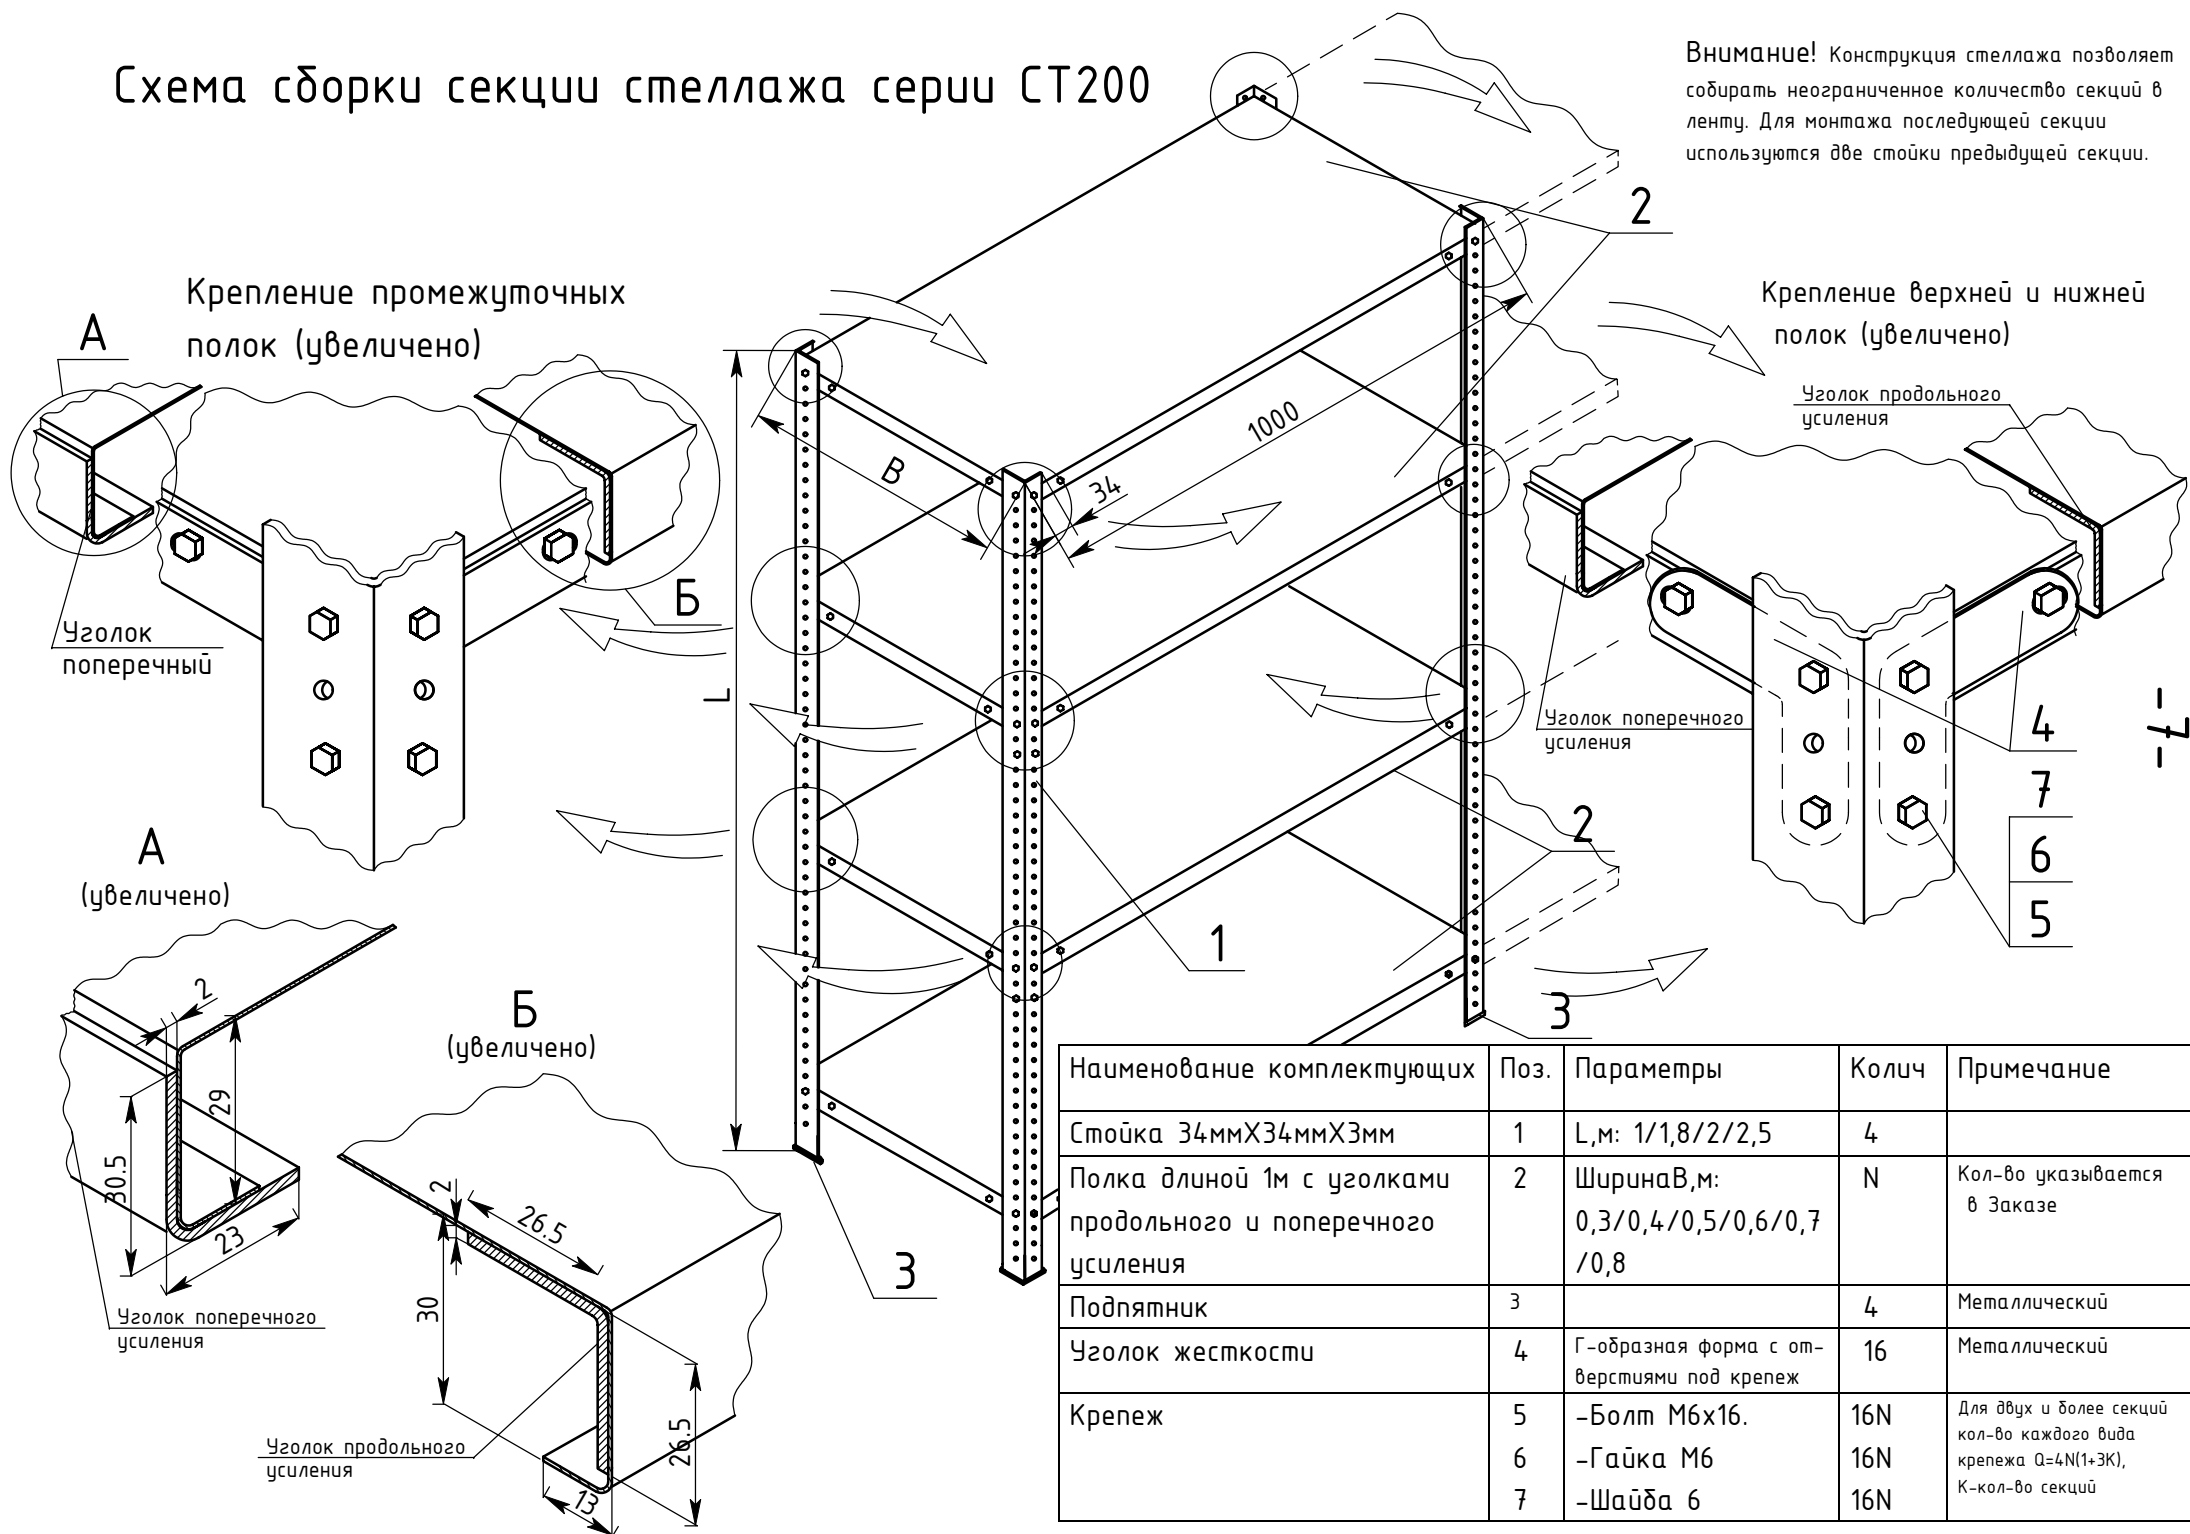 Схема сборки секции стеллажа серии СТ200
Внимание! Конструкция стеллажа позволяет
собирать неограниченное количество секций в
ленту. Для монтажа последующей секции
используются две стойки предыдущей секции.
2
Крепление промежуточных
полок (увеличено)
А
Б
Уголок
поперечный
Крепление верхней и нижней
полок (увеличено)
Уголок продольного
усиления
Уголок поперечного
усиления
4
7
6
5
-7-
1000
В
34
L
2
1
3
3
А
(увеличено)
2
29
30.5
23
Уголок поперечного
усиления
Б
(увеличено)
2
26.5
30
26.5
13
Уголок продольного
усиления
Наименование комплектующих Поз. Параметры Колич Примечание
Стойка 34ммХ34ммХ3мм 1 L,м: 1/1,8/2/2,5 4
Полка длиной 1м с уголками 2 ШиринаВ,м: N Кол-во указывается
продольного и поперечного 0,3/0,4/0,5/0,6/0,7 в Заказе
усиления /0,8
Подпятник 3 4 Металлический
Уголок жесткости 4 Г-образная форма с от- 16 Металлический
верстиями под крепеж
Крепеж 5 -Болт М6х16. 16N Для двух и более секций
кол-во каждого вида
6 -Гайка М6 16N крепежа Q=4N(1+3K),
К-кол-во секций
7 -Шайба 6 16N